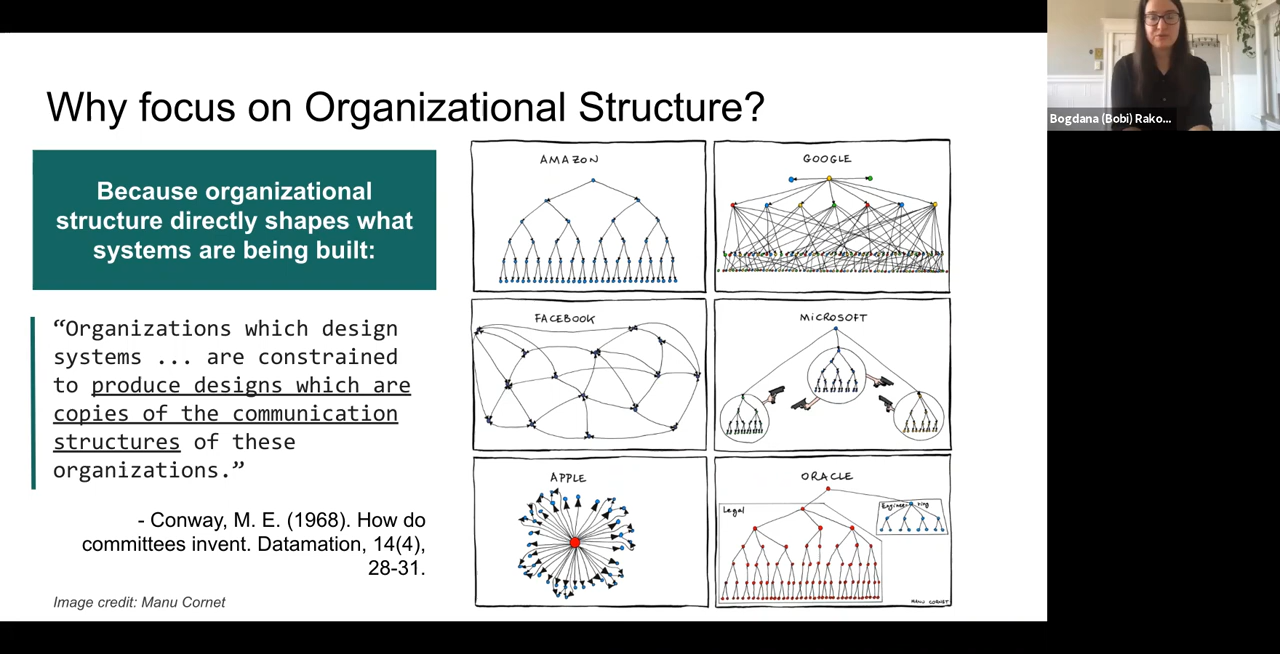 Why focus on Organizational Structure?
Because organizational
structure directly shapes what
systems are being built:
“Organizations which design
systems ... are constrained
to produce designs which are
copies of the communication
structures of these
organizations.”
- Conway, M. E. (1968). How do
committees invent. Datamation, 14(4),
28-31.
Image credit: Manu Cornet
AMAZON
GOOGLE
FACEBOOK
MICROSOFT
APPLE
ORACLE
Legal
Engineering
MANU CORNET
Bogdana (Bobi) Rako...